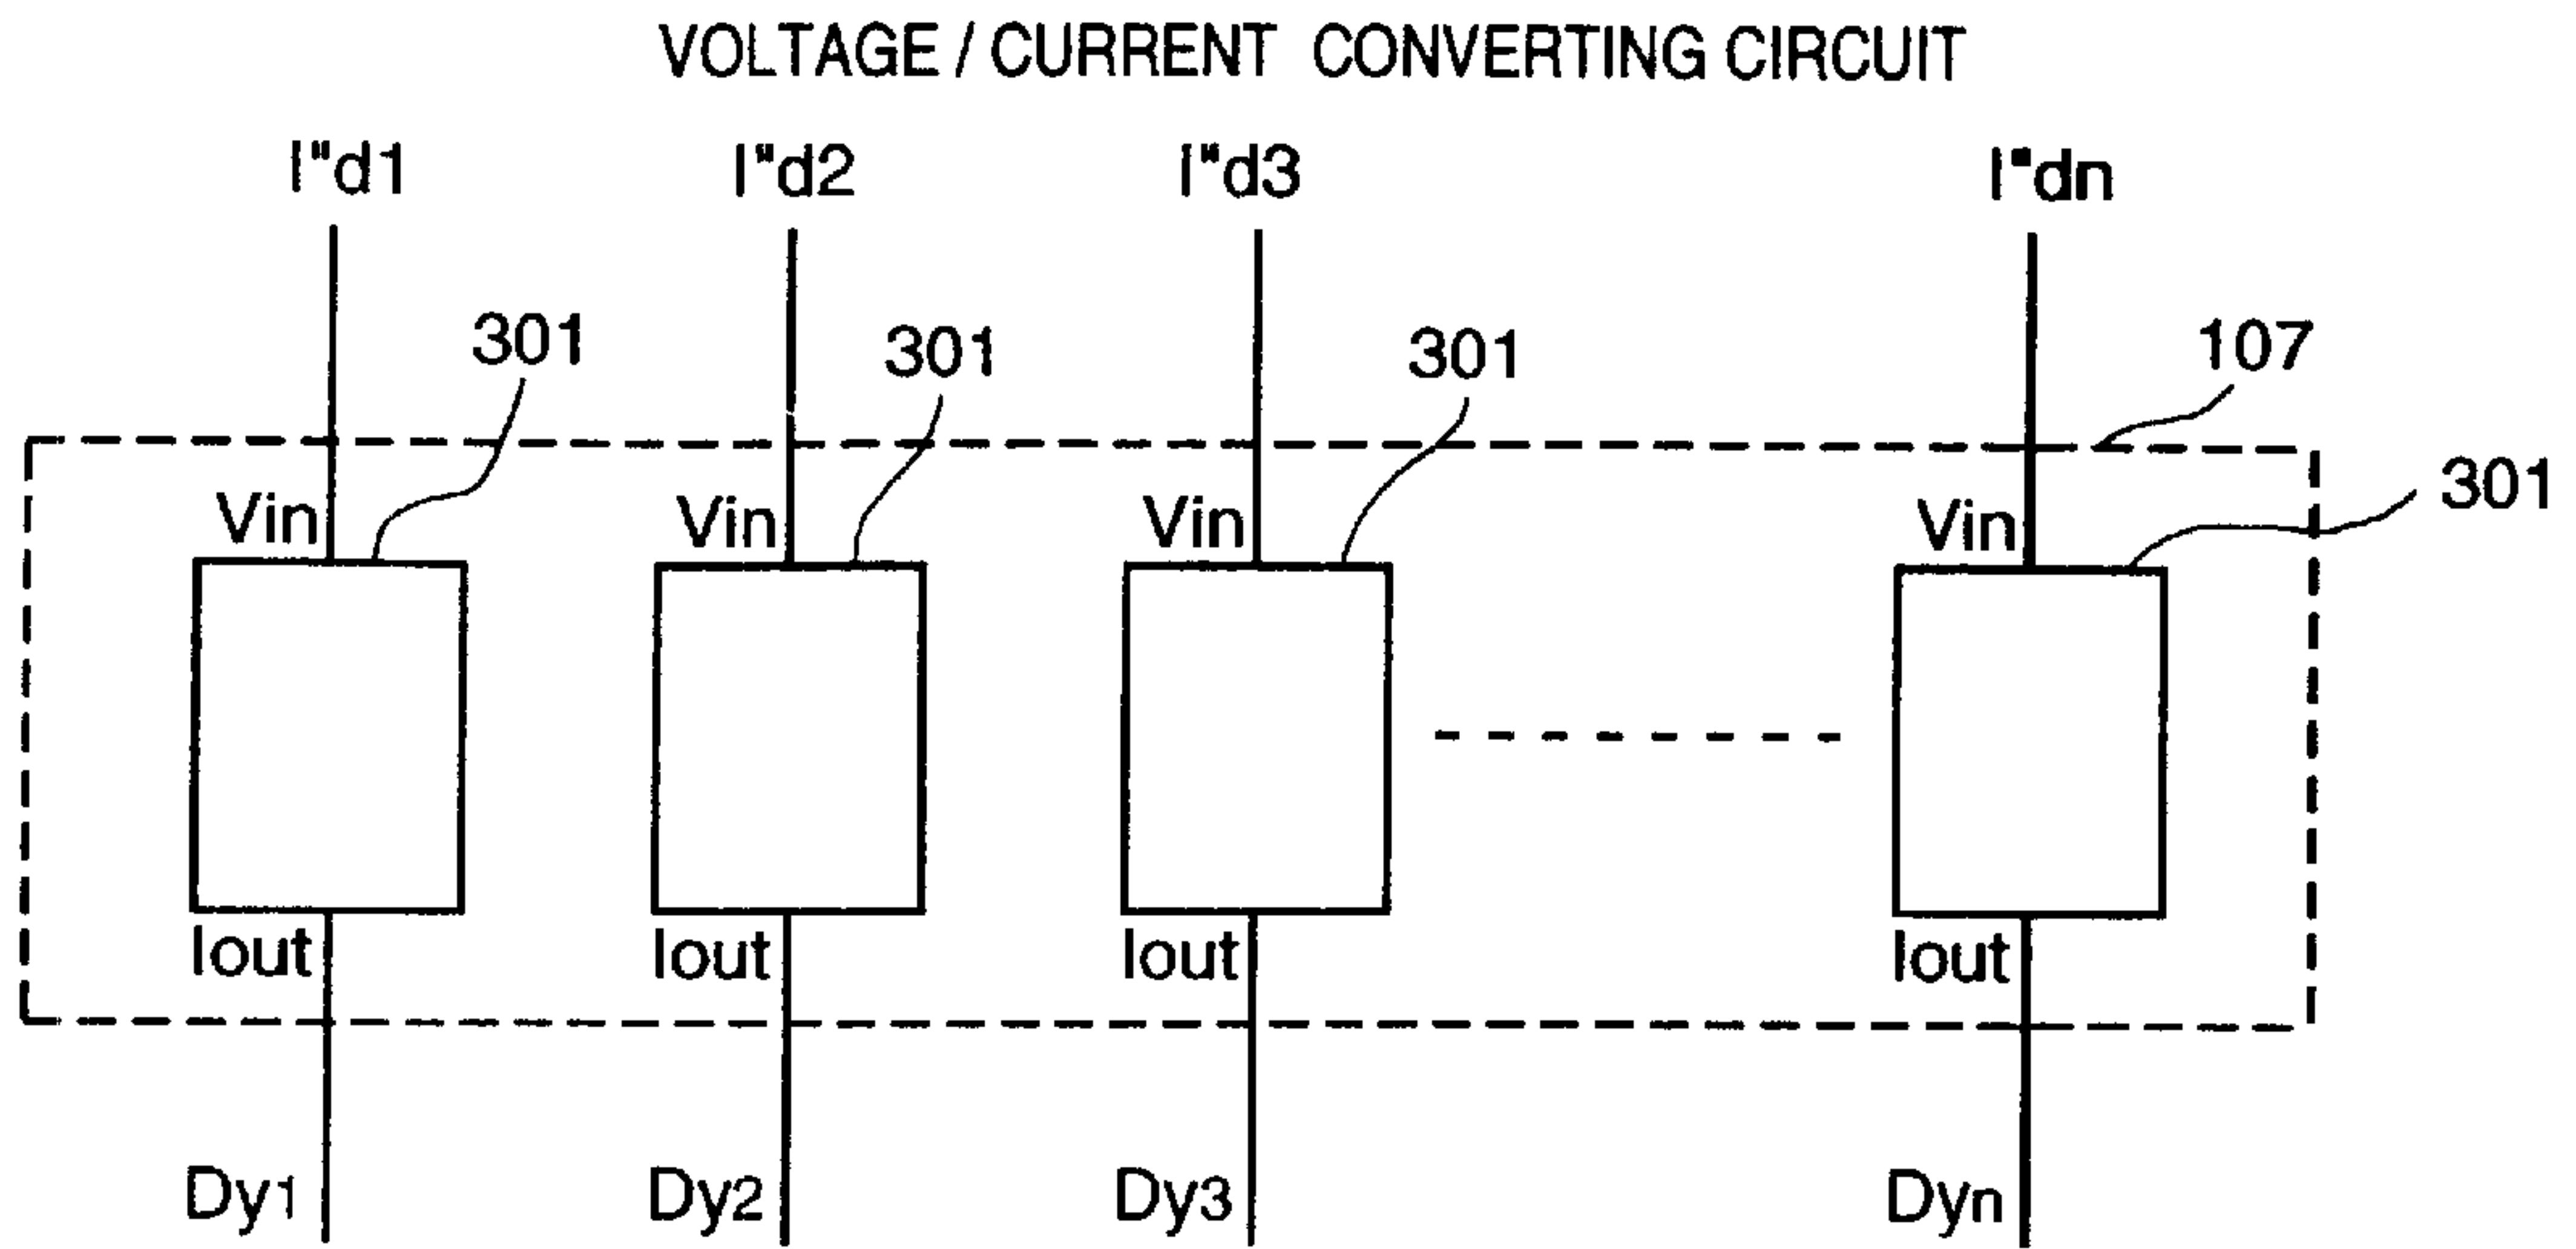 VOLTAGE / CURRENT CONVERTING CIRCUIT
I"d1 I"d2 I"d3 I"dn
301 301 301 107
301
Vin Vin Vin Vin
Iout Iout Iout Iout
Dy1 Dy2 Dy3 Dyn